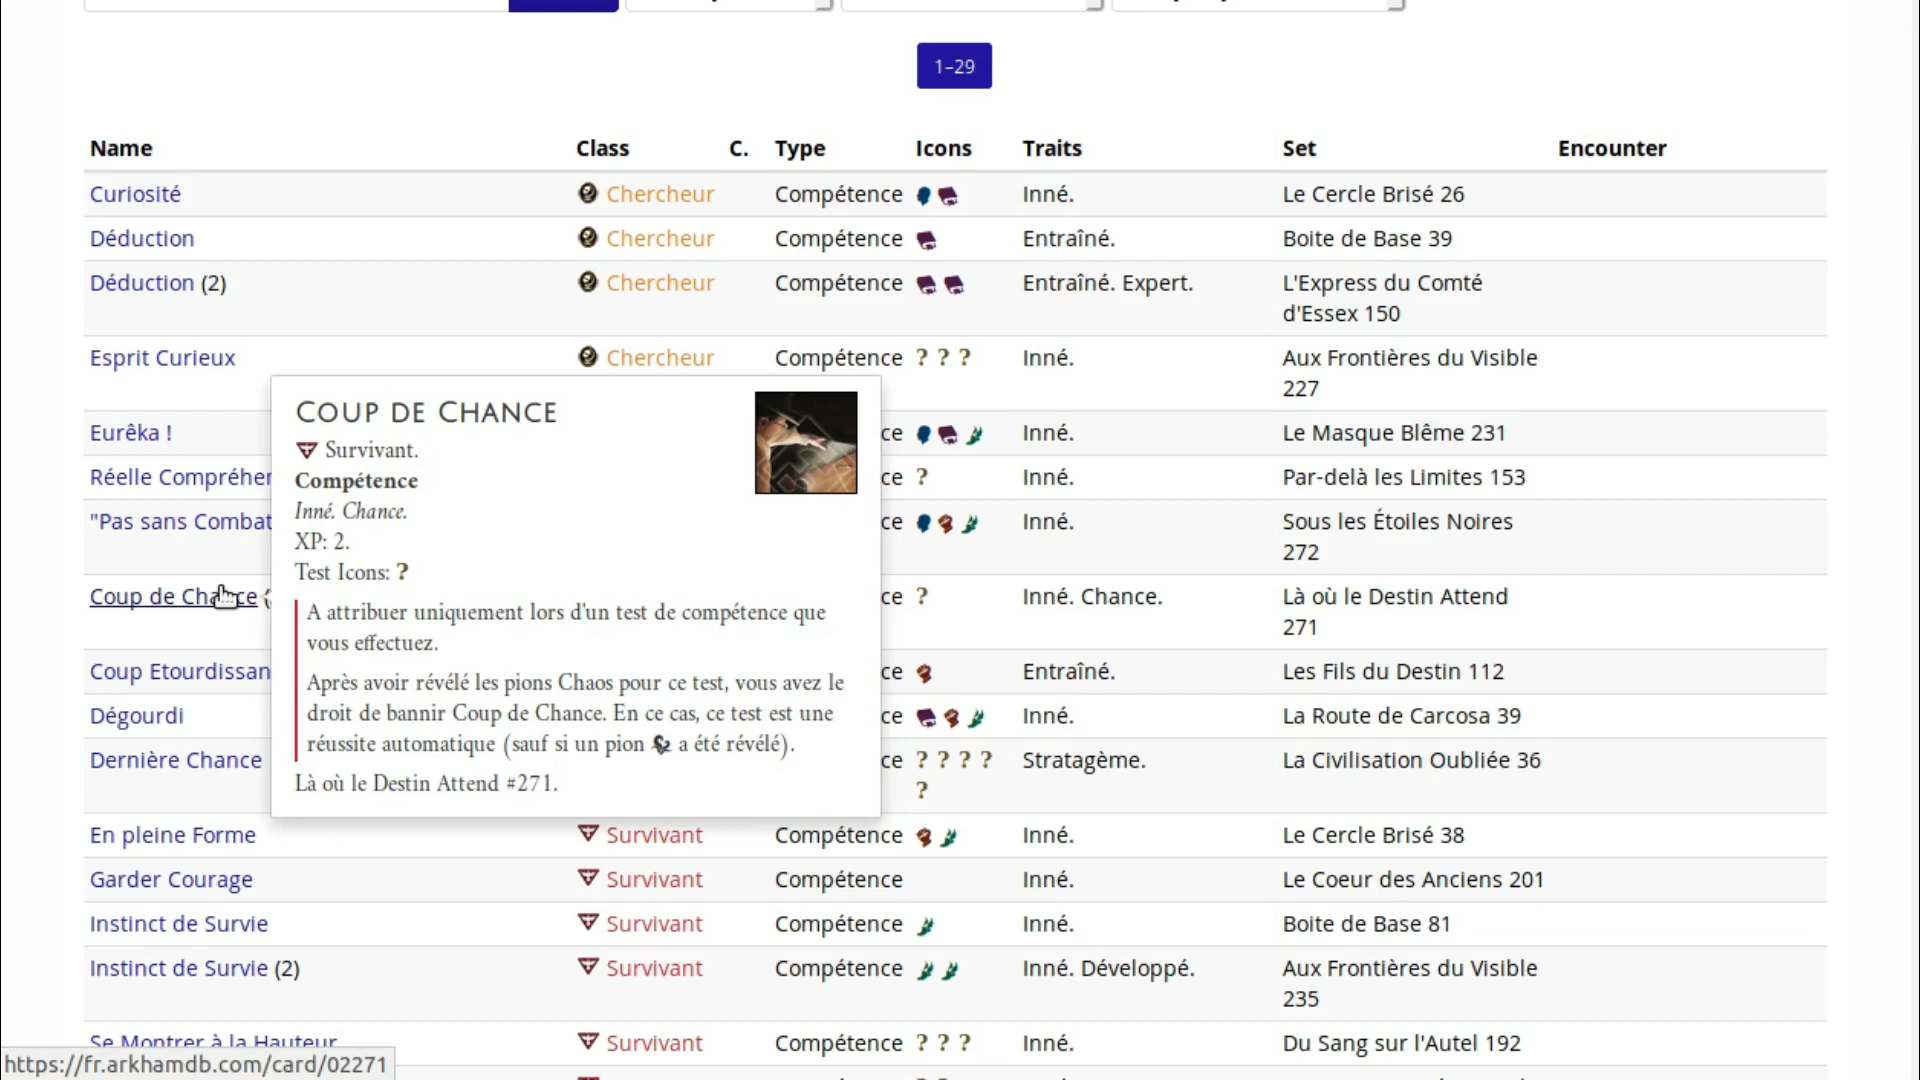 1–29
Name Class C. Type Icons Traits Set Encounter
Curiosité Chercheur Compétence Inné. Le Cercle Brisé 26
Déduction Chercheur Compétence Entraîné. Boite de Base 39
Déduction (2) Chercheur Compétence Entraîné. Expert. L'Express du Comté
d'Essex 150
Esprit Curieux Chercheur Compétence ? ? ? Inné. Aux Frontières du Visible
227
Eurêka ! ce Inné. Le Masque Blême 231
Réelle Compréhen ce ? Inné. Par-delà les Limites 153
"Pas sans Combat ce Inné. Sous les Étoiles Noires
272
Coup de Chance ( ce ? Inné. Chance. Là où le Destin Attend
271
Coup Etourdissan ce Entraîné. Les Fils du Destin 112
Dégourdi ce Inné. La Route de Carcosa 39
Dernière Chance ce ? ? ? ? Stratagème. La Civilisation Oubliée 36
?
COUP DE CHANCE
Survivant.
Compétence
Inné. Chance.
XP: 2.
Test Icons: ?
A attribuer uniquement lors d'un test de compétence que
vous effectuez.
Après avoir révélé les pions Chaos pour ce test, vous avez le
droit de bannir Coup de Chance. En ce cas, ce test est une
réussite automatique (sauf si un pion a été révélé).
Là où le Destin Attend #271.
En pleine Forme Survivant Compétence Inné. Le Cercle Brisé 38
Garder Courage Survivant Compétence Inné. Le Coeur des Anciens 201
Instinct de Survie Survivant Compétence Inné. Boite de Base 81
Instinct de Survie (2) Survivant Compétence Inné. Développé. Aux Frontières du Visible
235
Se Montrer à la Hauteur Survivant Compétence ? ? ? Inné. Du Sang sur l'Autel 192
https://fr.arkhamdb.com/card/02271